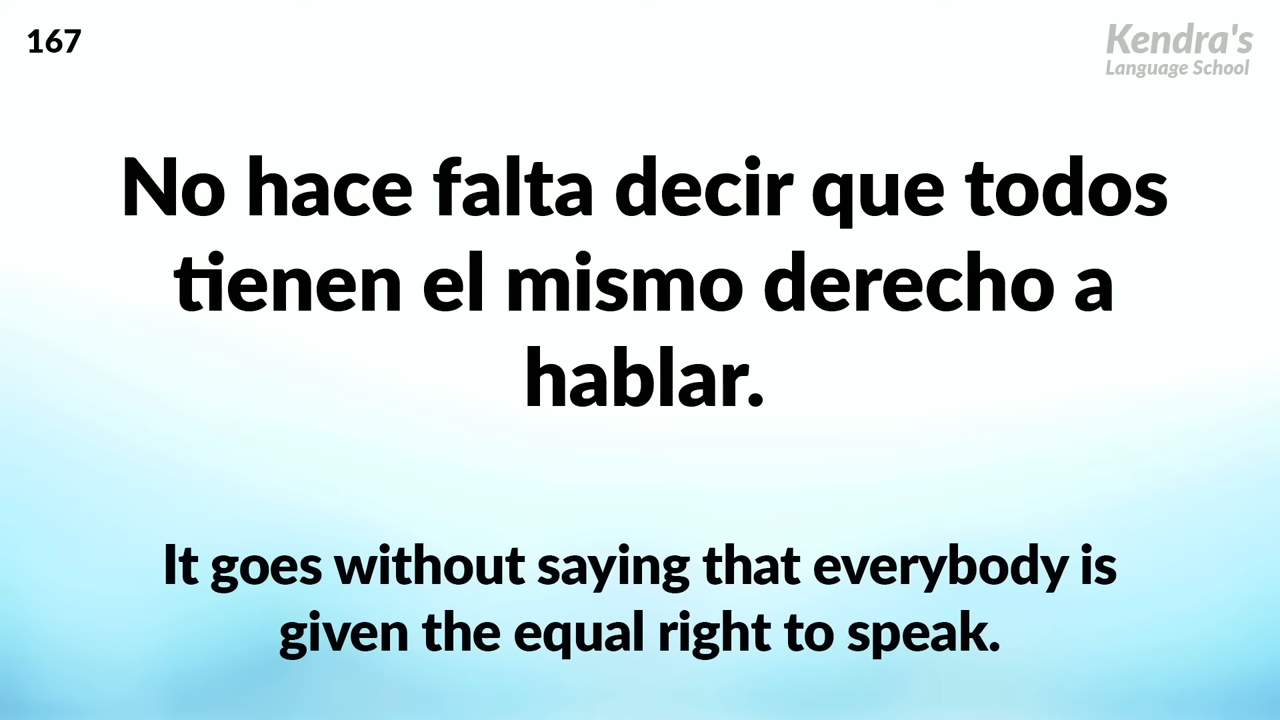 167
Kendra's
Language School
No hace falta decir que todos
tienen el mismo derecho a
hablar.
It goes without saying that everybody is
given the equal right to speak.